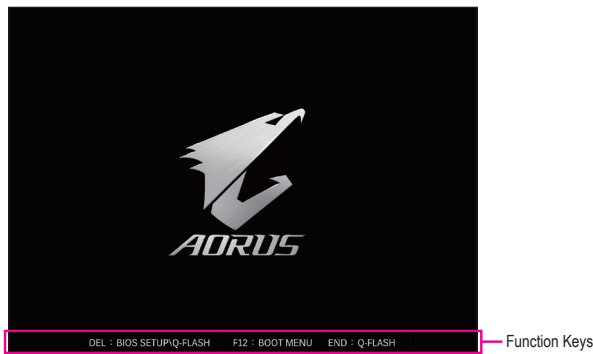 AORUS
DEL : BIOS SETUP\Q-FLASH F12 : BOOT MENU END : Q-FLASH
Function Keys